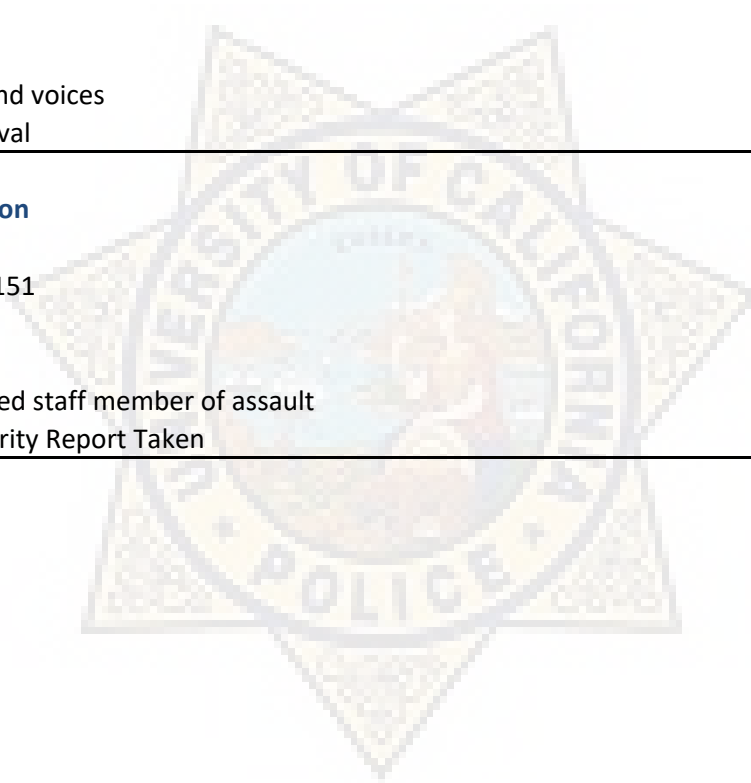 nd voices
val
on
151
ed staff member of assault
rity Report Taken
UNIVERSITY OF CALIFORNIA
POLICE